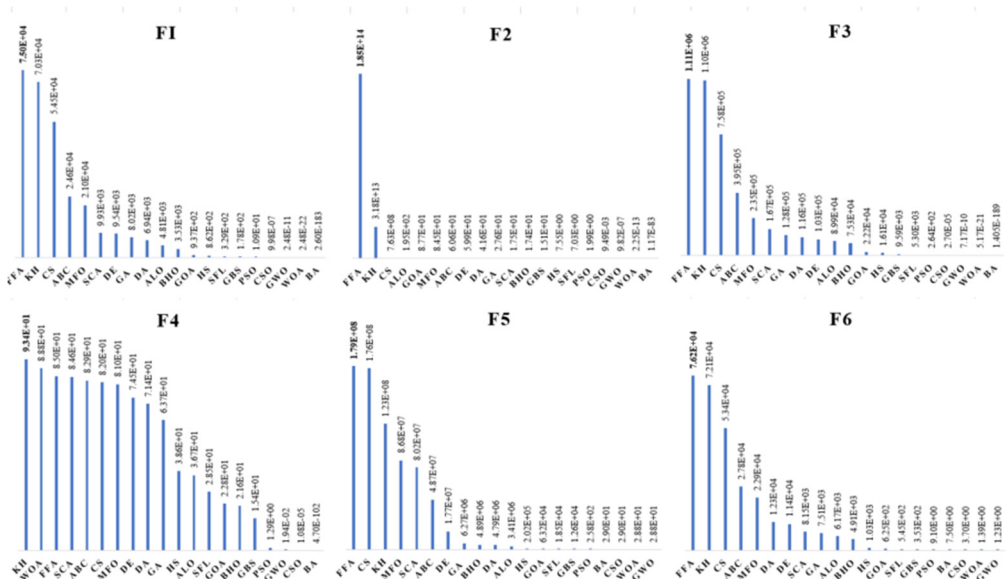 F1
7.50E+04
7.03E+04
5.45E+04
2.46E+04
2.10E+04
9.93E+03
9.54E+03
8.02E+03
6.94E+03
4.81E+03
3.53E+03
9.37E+02
8.62E+02
3.29E+02
1.78E+02
1.09E+01
9.98E-07
2.48E-11
2.48E-22
2.60E-183
FFA
KH
CS
ABC
MFO
SCA
DE
GA
DA
ALO
BHO
GOA
HS
SFL
GBS
PSO
CSO
GWO
WOA
BA
F2
1.85E+14
3.18E+13
7.63E+08
1.95E+02
8.77E+01
8.45E+01
6.06E+01
5.99E+01
4.16E+01
2.76E+01
1.75E+01
1.74E+01
1.51E+01
7.55E+00
7.03E+00
1.99E+00
9.49E-03
9.82E-07
2.25E-13
1.17E-83
FFA
KH
CS
ALO
GOA
MFO
ABC
DE
DA
GA
SCA
BHO
GBS
HS
SFL
PSO
CSO
GWO
WOA
BA
F3
1.11E+06
1.10E+06
7.58E+05
3.95E+05
2.35E+05
1.67E+05
1.28E+05
1.16E+05
1.03E+05
8.99E+04
7.53E+04
2.22E+04
1.61E+04
9.59E+03
5.30E+03
2.64E+02
2.70E-05
7.17E-10
5.17E-21
1.405E-189
FFA
KH
CS
ABC
MFO
SCA
GA
DA
DE
ALO
BHO
GOA
HS
GBS
SFL
PSO
CSO
GWO
WOA
BA
F4
9.34E+01
8.88E+01
8.50E+01
8.46E+01
8.29E+01
8.20E+01
8.10E+01
7.45E+01
7.14E+01
6.37E+01
3.86E+01
3.67E+01
2.85E+01
2.28E+01
2.16E+01
1.54E+01
1.29E+00
1.94E-02
1.08E-05
4.70E-102
KH
WOA
FFA
SCA
ABC
CS
MFO
DE
DA
GA
HS
ALO
SFL
GOA
BHO
GBS
PSO
GWO
CSO
BA
F5
1.79E+08
1.76E+08
1.23E+08
8.68E+07
8.02E+07
4.87E+07
1.77E+07
6.27E+06
4.89E+06
4.79E+06
3.41E+06
2.02E+05
6.32E+04
1.85E+04
1.26E+04
2.58E+02
2.90E+01
2.90E+01
2.88E+01
2.88E+01
FFA
CS
KH
MFO
SCA
ABC
DE
GA
BHO
DA
ALO
HS
GOA
SFL
GBS
PSO
BA
CSO
WOA
GWO
F6
7.62E+04
7.21E+04
5.34E+04
2.78E+04
2.29E+04
1.23E+04
1.14E+04
8.15E+03
7.51E+03
6.17E+03
4.91E+03
1.03E+03
6.25E+02
5.45E+02
3.53E+02
9.10E+00
7.50E+00
3.70E+00
1.39E+00
1.23E+00
FFA
KH
CS
ABC
MFO
DA
DE
SCA
GA
ALO
BHO
HS
GOA
SFL
GBS
PSO
BA
CSO
WOA
GWO